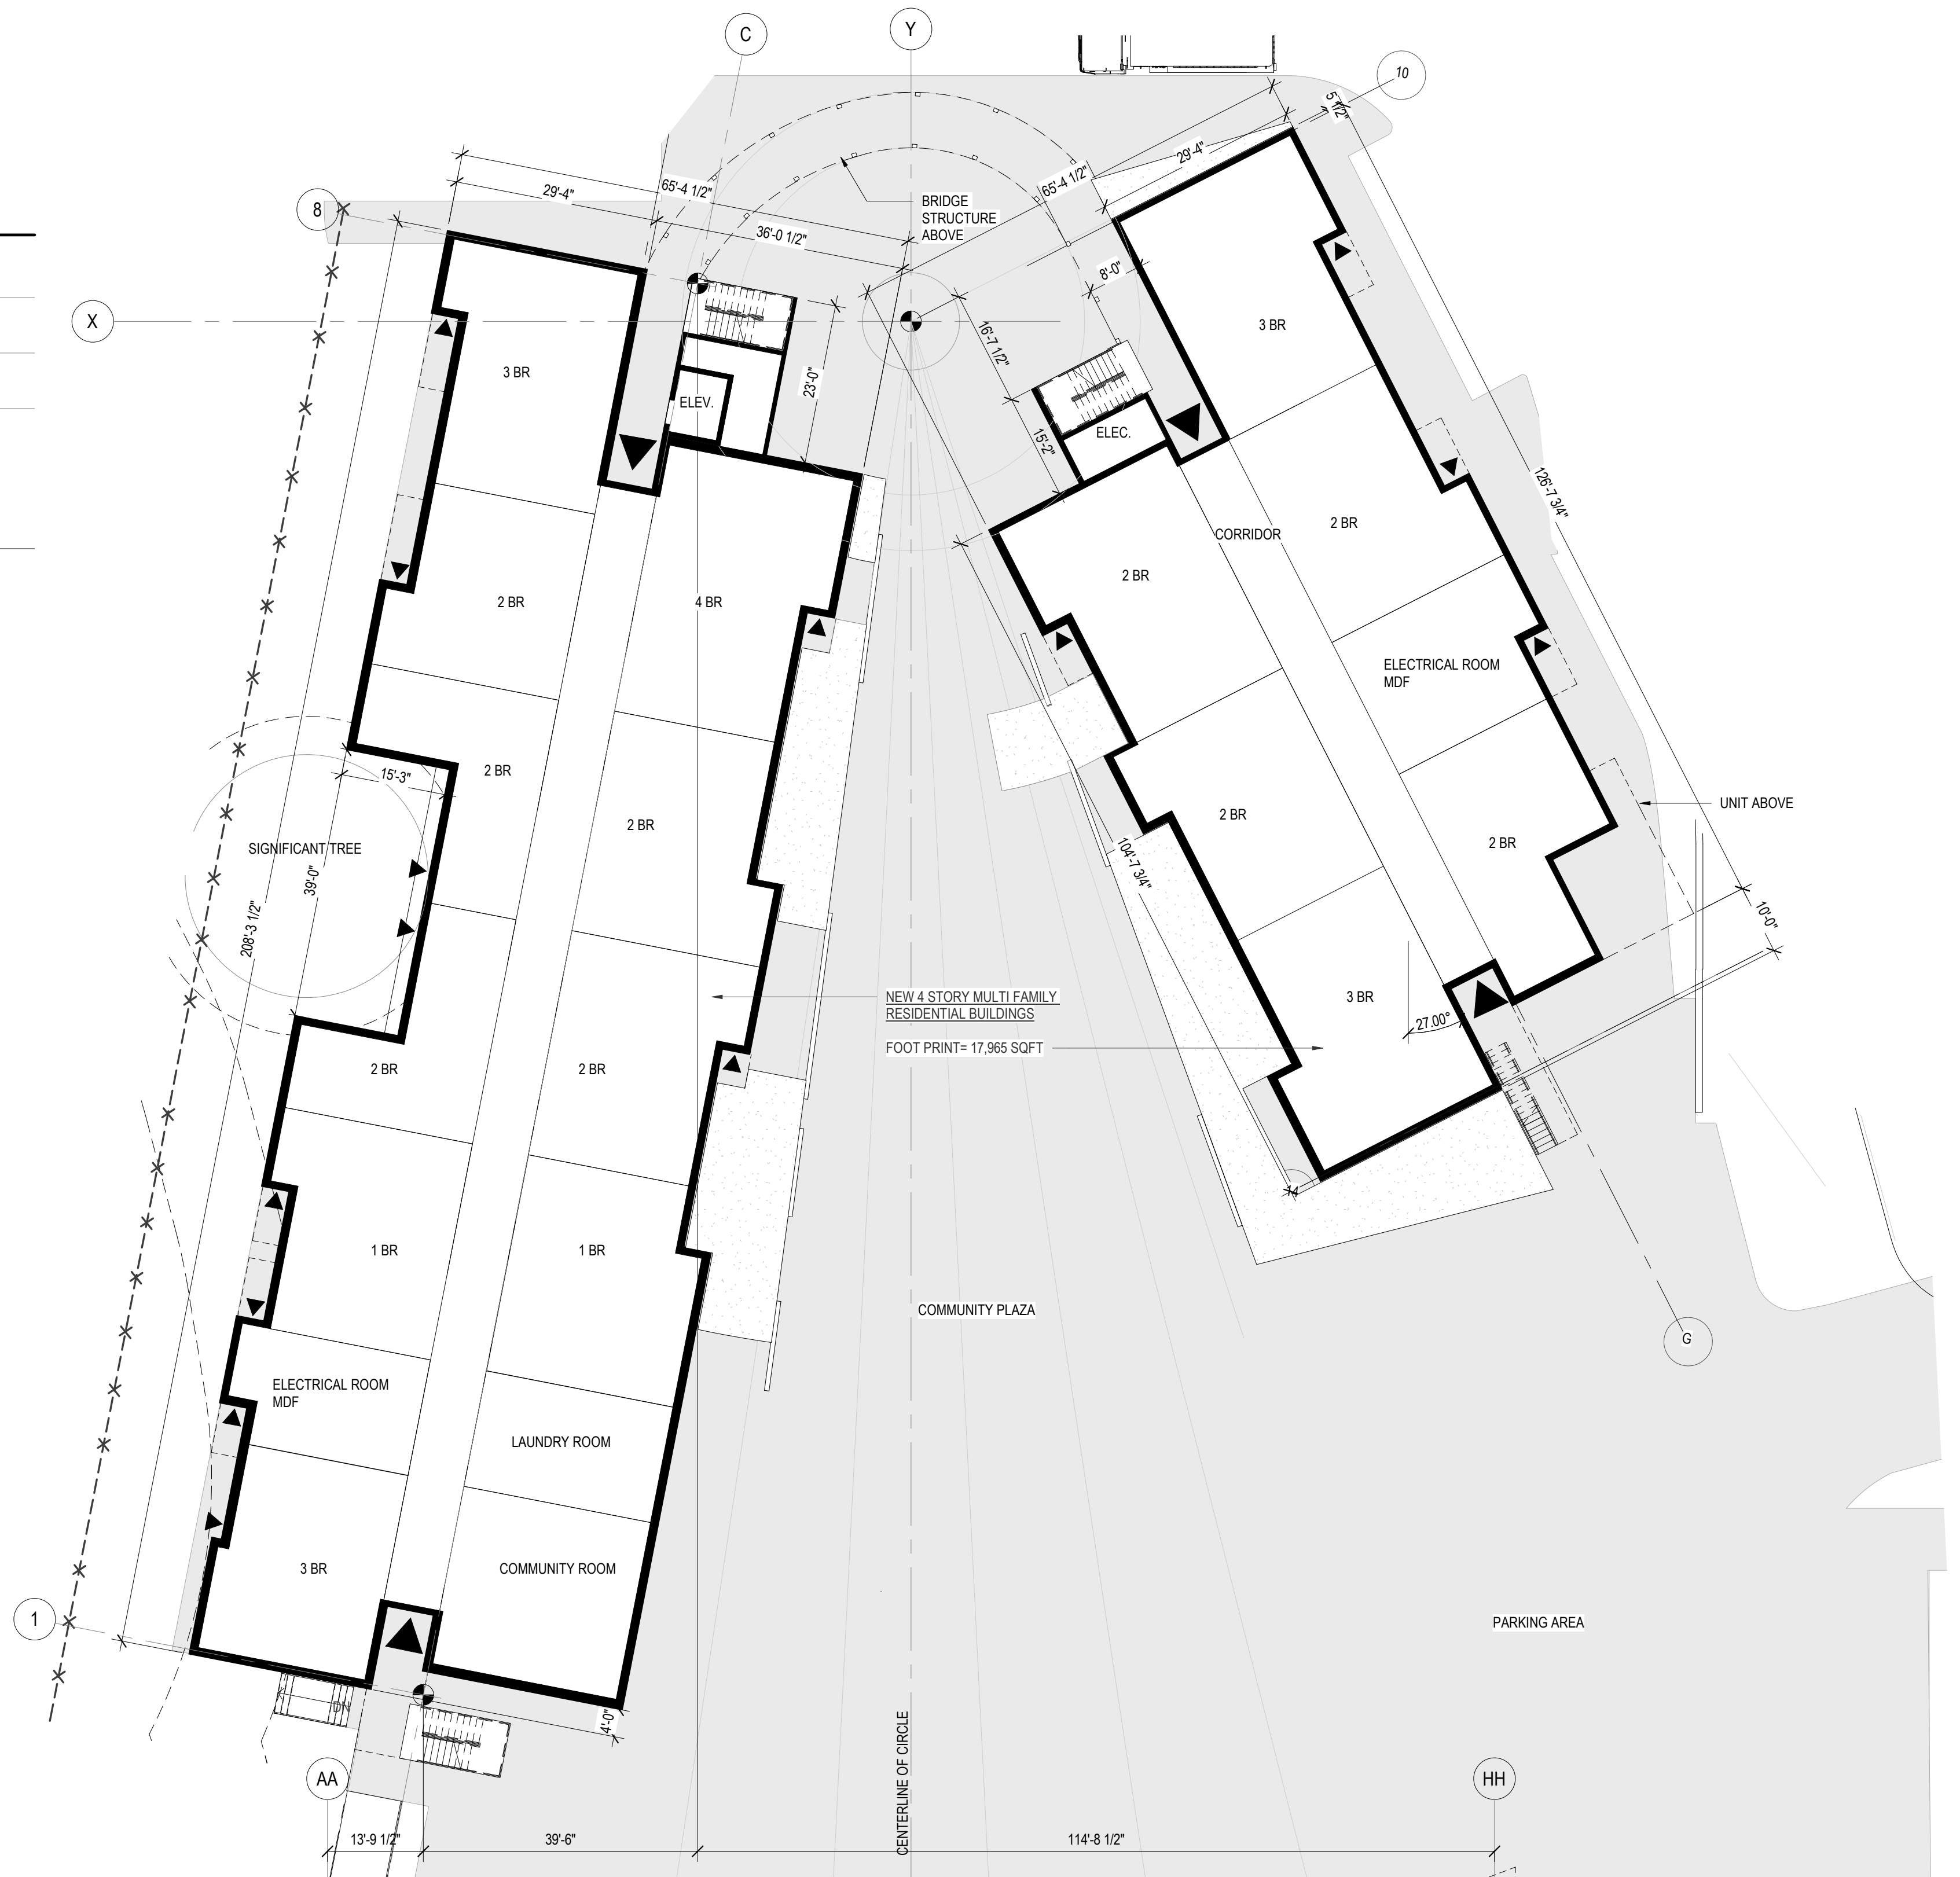 C
Y
10
5 1/2"
8
29'-4"
65'-4 1/2"
36'-0 1/2"
BRIDGE
STRUCTURE
ABOVE
65'-4 1/2"
29'-4"
8'-0"
X
3 BR
ELEV.
23'-0"
16'-7 1/2"
15'-2"
ELEC.
3 BR
CORRIDOR
2 BR
126'-7 3/4"
2 BR
4 BR
2 BR
ELECTRICAL ROOM
MDF
2 BR
15'-3"
UNIT ABOVE
SIGNIFICANT TREE
39'-0"
208'-3 1/2"
2 BR
2 BR
104'-7 3/4"
2 BR
10'-0"
NEW 4 STORY MULTI FAMILY
RESIDENTIAL BUILDINGS
FOOT PRINT= 17,965 SQFT
3 BR
27.00°
2 BR
2 BR
14
1 BR
1 BR
COMMUNITY PLAZA
G
ELECTRICAL ROOM
MDF
LAUNDRY ROOM
3 BR
COMMUNITY ROOM
1
PARKING AREA
DN
4'-0"
CENTERLINE OF CIRCLE
AA
HH
13'-9 1/2"
39'-6"
114'-8 1/2"